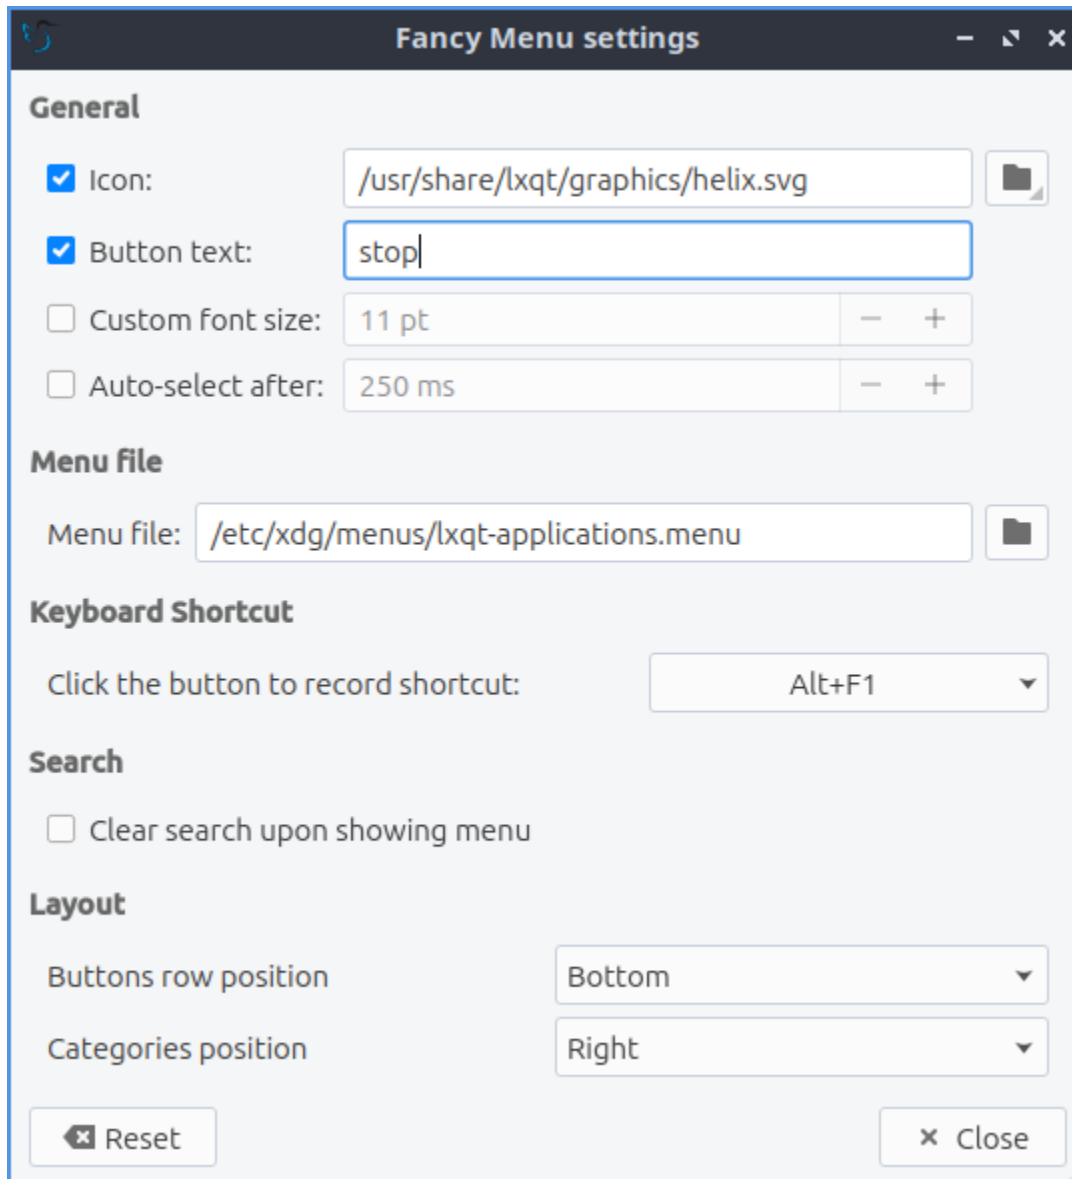 Fancy Menu settings
General
Icon: /usr/share/lxqt/graphics/helix.svg
Button text: stop
Custom font size: 11 pt
Auto-select after: 250 ms
Menu file
Menu file: /etc/xdg/menus/lxqt-applications.menu
Keyboard Shortcut
Click the button to record shortcut: Alt+F1
Search
Clear search upon showing menu
Layout
Buttons row position Bottom
Categories position Right
Reset Close